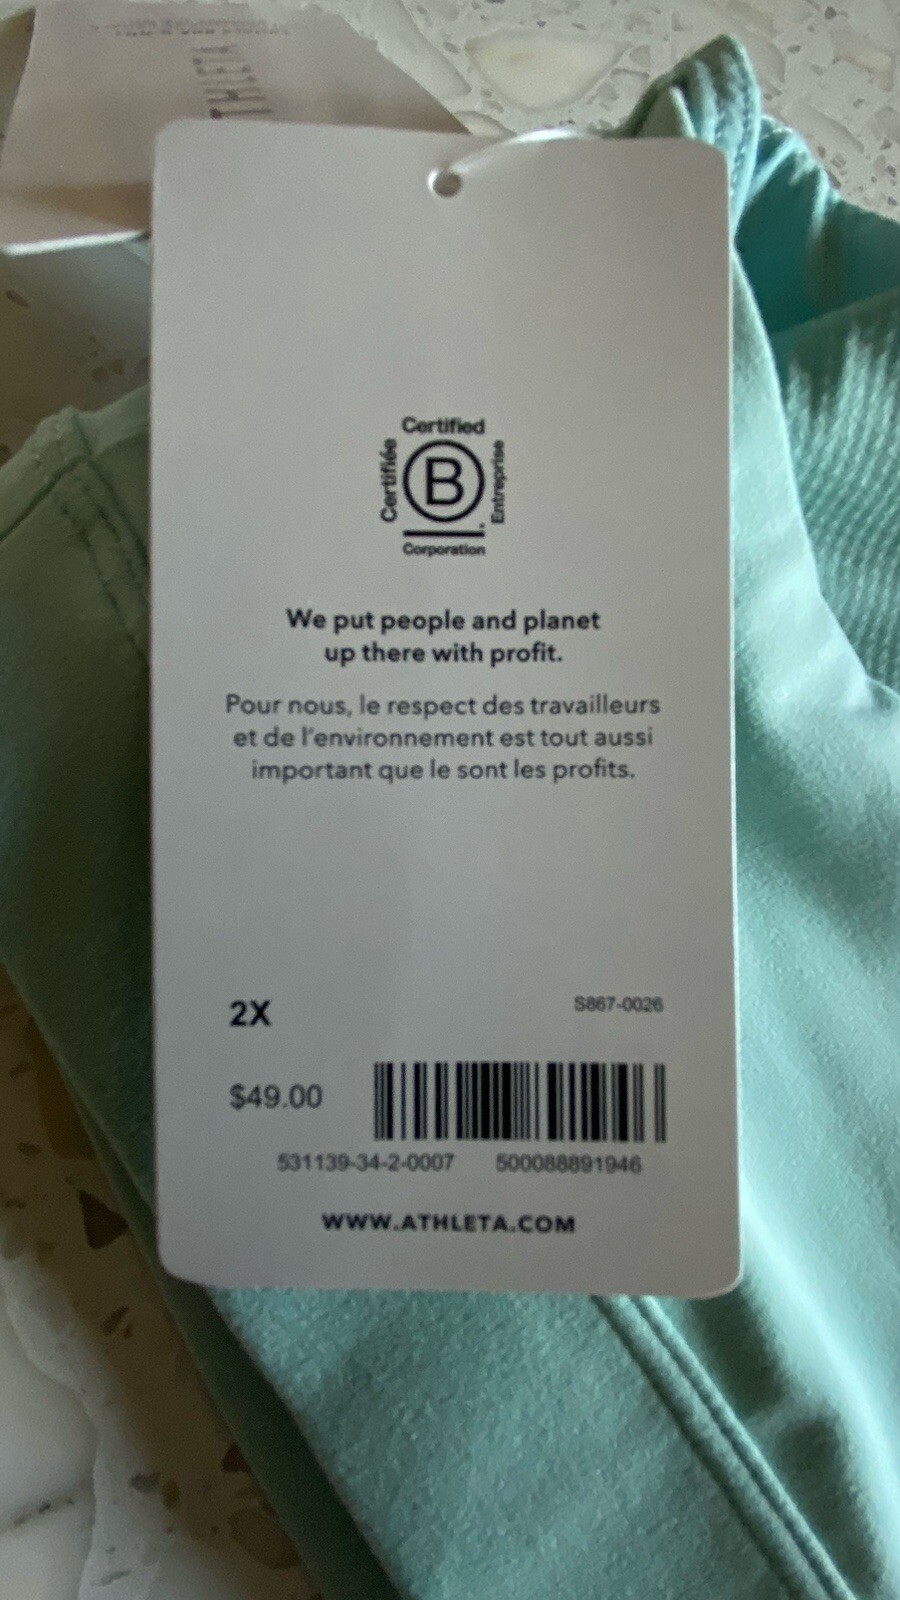 THLETA
Certified
Certifiée
B
Entreprise
Corporation
We put people and planet
up there with profit.
Pour nous, le respect des travailleurs
et de l'environnement est tout aussi
important que le sont les profits.
2X
S867-0026
$49.00
531139-34-2-0007 500088891946
WWW.ATHLETA.COM